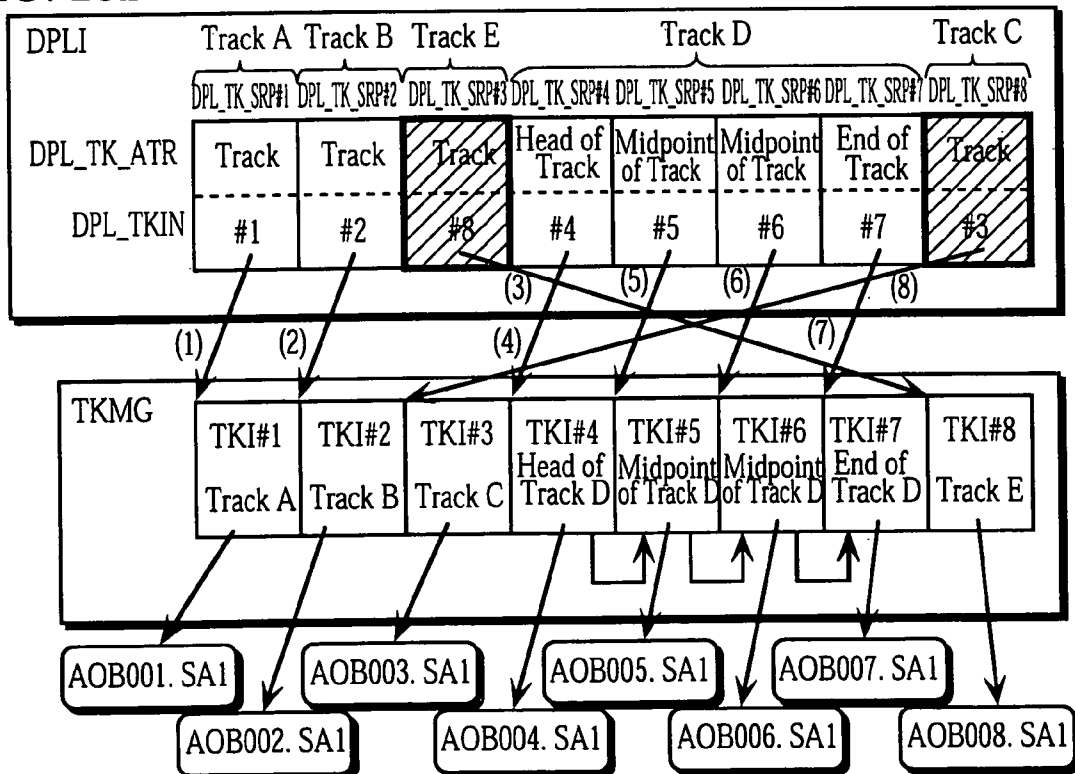 DPLI
Track A Track B Track E Track D Track C
DPL_TK_SRP#1 DPL_TK_SRP#2 DPL_TK_SRP#3 DPL_TK_SRP#4 DPL_TK_SRP#5 DPL_TK_SRP#6 DPL_TK_SRP#7 DPL_TK_SRP#8
DPL_TK_ATR
Track
Track
Track
Head of
Track
Midpoint
of Track
Midpoint
of Track
End of
Track
Track
DPL_TKIN
#1 #2 #8 #4 #5 #6 #7 #3
(3) (5) (6) (8)
(1) (2) (4) (7)
TKMG
TKI#1
Track A
TKI#2
Track B
TKI#3
Track C
TKI#4
Head of
Track D
TKI#5
Midpoint
of Track D
TKI#6
Midpoint
of Track D
TKI#7
End of
Track D
TKI#8
Track E
AOB001. SA1
AOB003. SA1
AOB005. SA1
AOB007. SA1
AOB002. SA1
AOB004. SA1
AOB006. SA1
AOB008. SA1